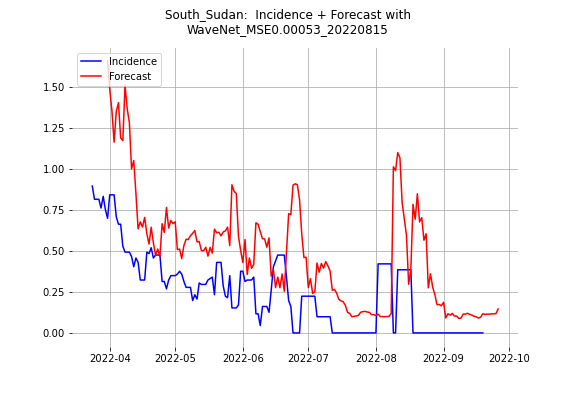 South_Sudan:  Incidence + Forecast with
WaveNet_MSE0.00053_20220815
Incidence
Forecast
1.50
1.25
1.00
0.75
0.50
0.25
0.00
2022-04 2022-05 2022-06 2022-07 2022-08 2022-09 2022-10